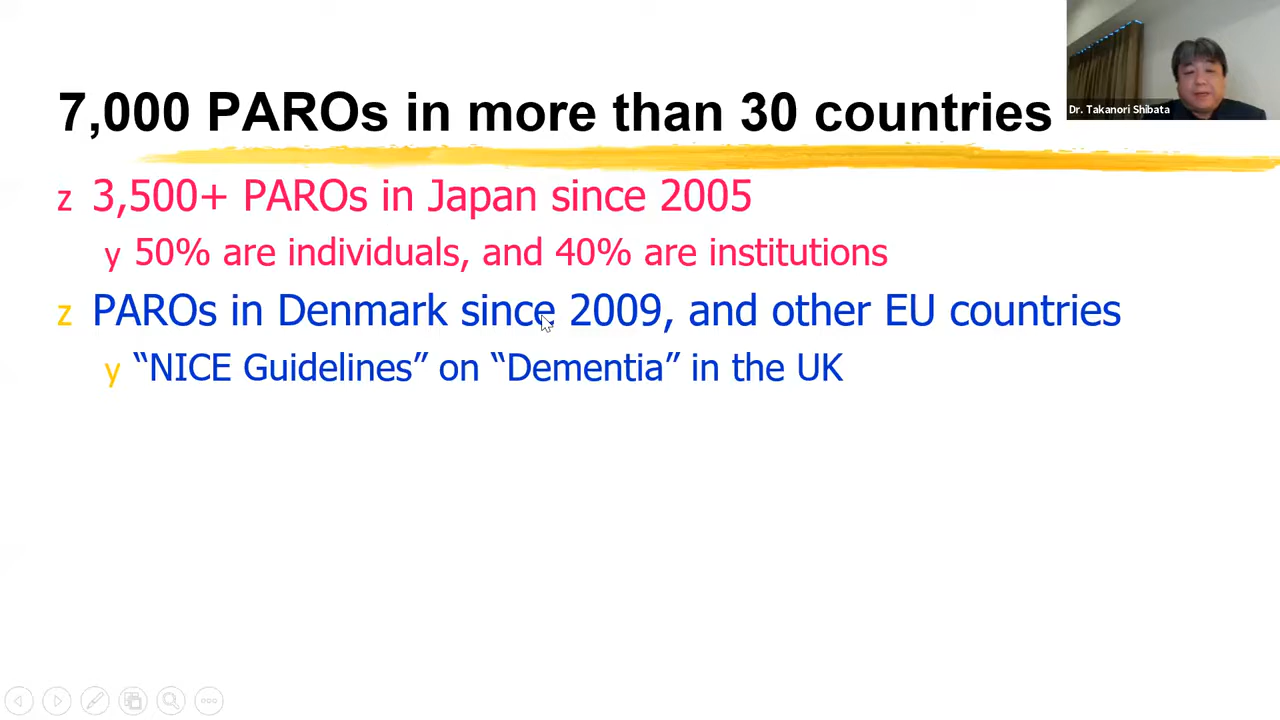 7,000 PAROs in more than 30 countries
Dr. Takanori Shibata
z 3,500+ PAROs in Japan since 2005
y 50% are individuals, and 40% are institutions
z PAROs in Denmark since 2009, and other EU countries
y “NICE Guidelines” on “Dementia” in the UK